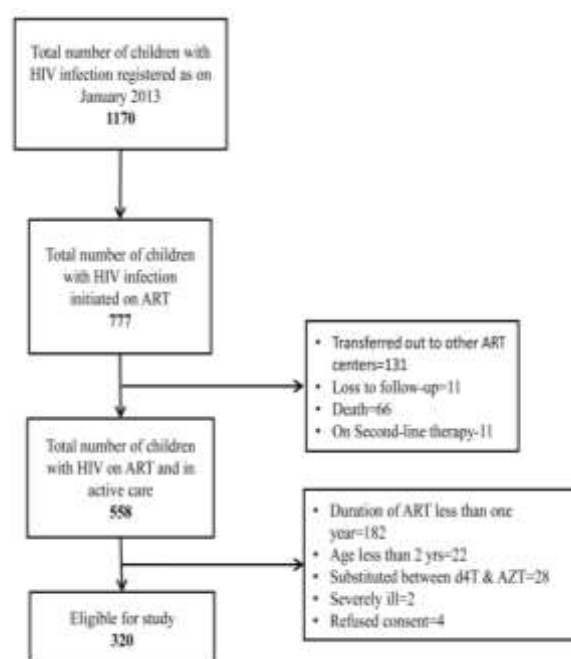 Total number of children with
HIV infection registered as on
January 2013
1170
Total number of children
with HIV infection
initiated on ART
777
• Transferred out to other ART
centers=131
• Loss to follow-up=11
• Death=66
• On Second-line therapy-11
Total number of children
with HIV on ART and in
active care
558
• Duration of ART less than one
year=182
• Age less than 2 yrs=22
• Substituted between d4T & AZT=28
• Severely ill=2
• Refused consent=4
Eligible for study
320